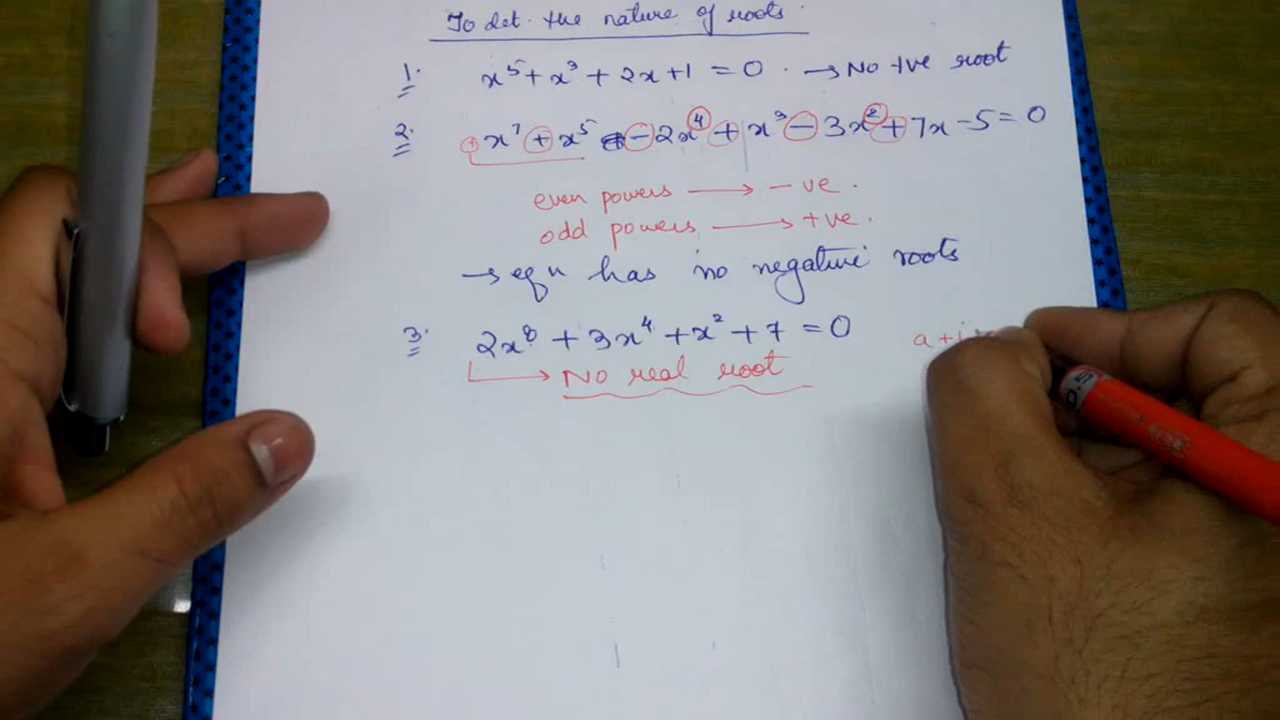 To det. the nature of roots.
1. x⁵ + x³ + 2x + 1 = 0. → No +ve root
2. + x⁷ + x⁵ - 2x⁴ + x³ - 3x² + 7x - 5 = 0
even powers → - ve.
odd powers → +ve.
→ eqn has no negative roots
3. 2x⁸ + 3x⁴ + x² + 7 = 0 a+i
No real root
0.5